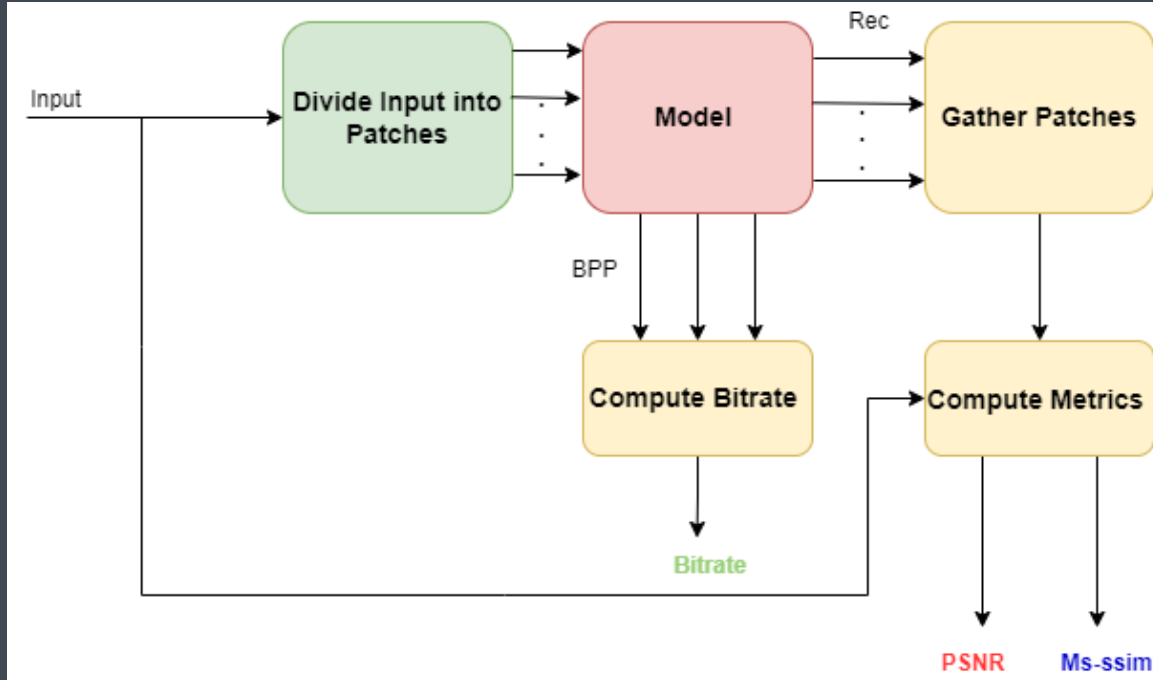 Rec
Input
Divide Input into
Patches
Model
Gather Patches
BPP
Compute Bitrate
Compute Metrics
Bitrate
PSNR
Ms-ssim